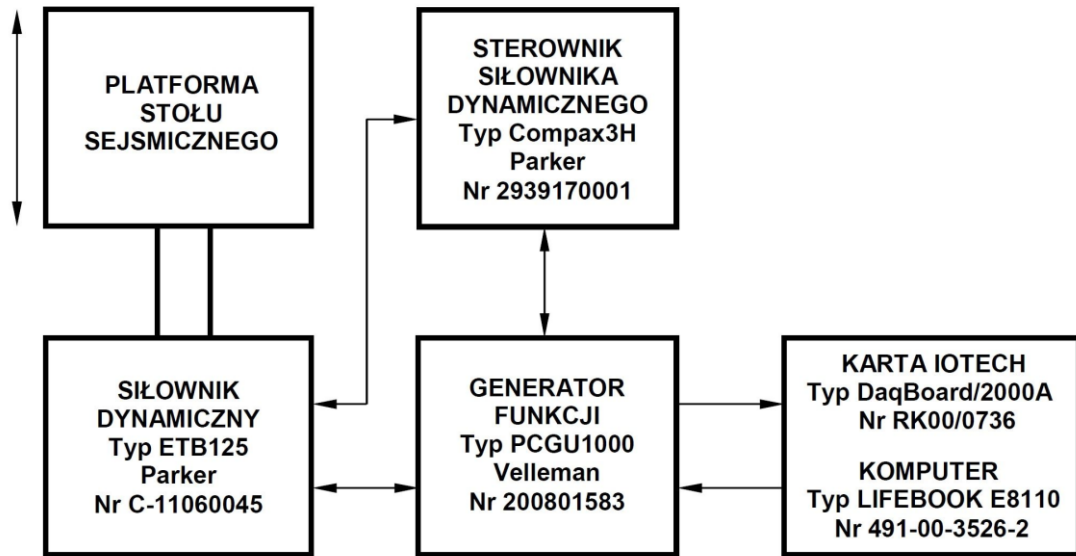 PLATFORMA
STOŁU
SEJSMICZNEGO
STEROWNIK
SIŁOWNIKA
DYNAMICZNEGO
Typ Compax3H
Parker
Nr 2939170001
SIŁOWNIK
DYNAMICZNY
Typ ETB125
Parker
Nr C-11060045
GENERATOR
FUNKCJI
Typ PCGU1000
Velleman
Nr 200801583
KARTA IOTECH
Typ DaqBoard/2000A
Nr RK00/0736
KOMPUTER
Typ LIFEBOOK E8110
Nr 491-00-3526-2